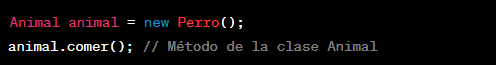 Animal animal = new Perro();
animal.comer(); // Método de la clase Animal